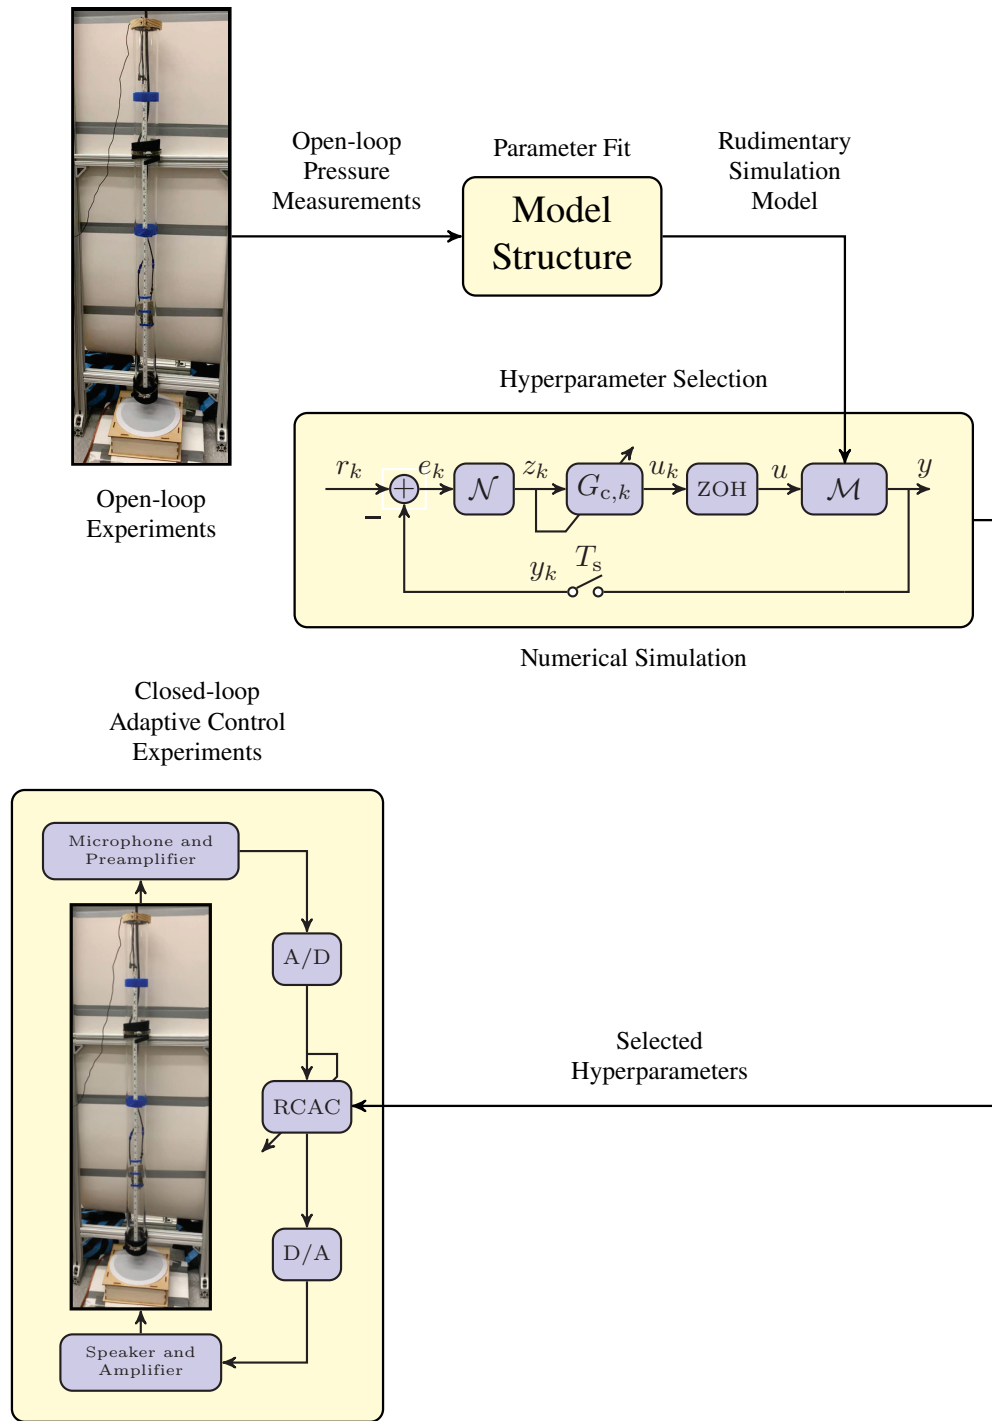 Open-loop
Pressure
Measurements
Parameter Fit
Model
Structure
Rudimentary
Simulation
Model
Open-loop
Experiments
Hyperparameter Selection
r_k
e_k
𝒩
z_k
G_{c,k}
u_k
ZOH
u
ℳ
y
+
−
y_k
T_s
Numerical Simulation
Closed-loop
Adaptive Control
Experiments
Microphone and
Preamplifier
A/D
RCAC
D/A
Speaker and
Amplifier
Selected
Hyperparameters